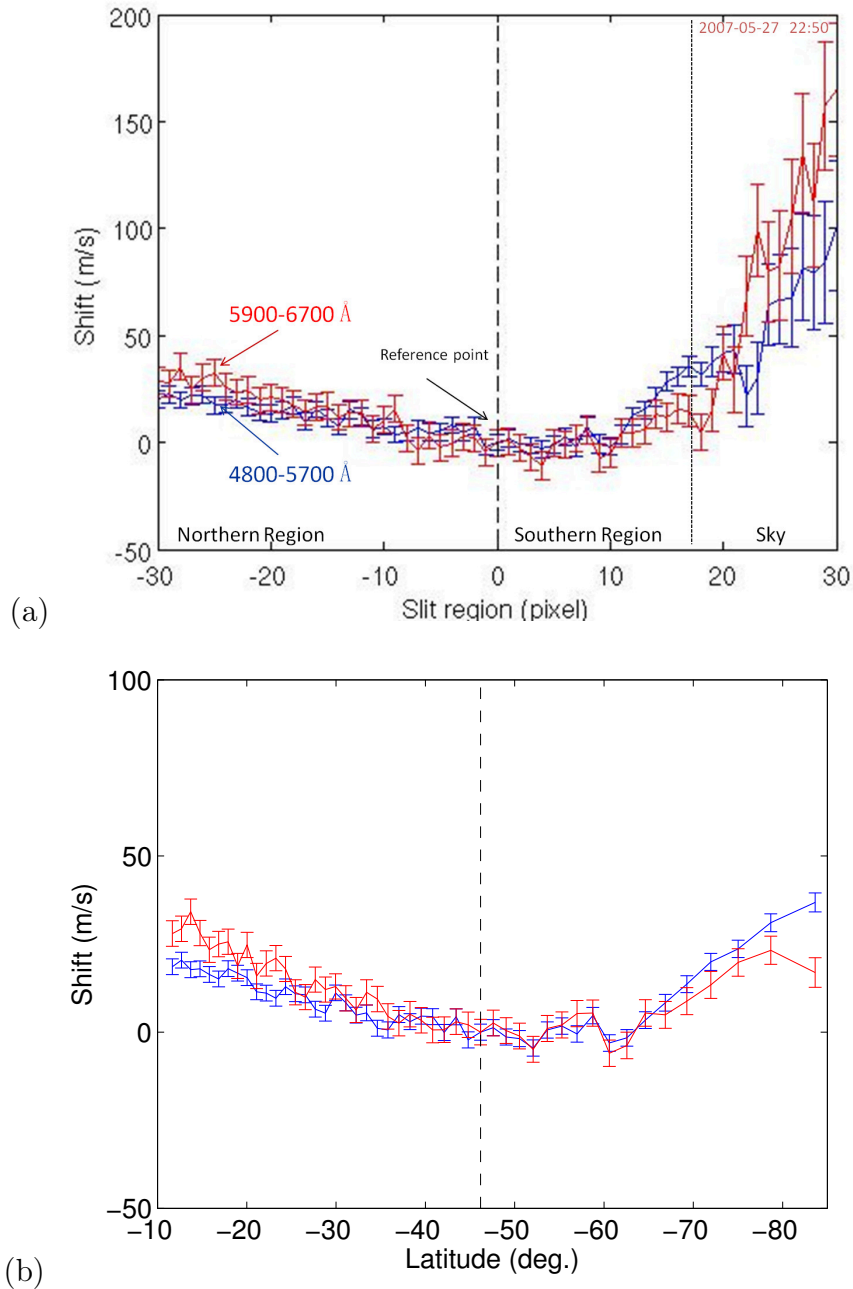 200
2007-05-27 22:50
150
Shift (m/s)
100
5900-6700 Å
50
Reference point
0
4800-5700 Å
Northern Region
Southern Region
Sky
-50
-30
-20
-10
0
10
20
30
Slit region (pixel)
(a)
100
Shift (m/s)
50
0
−50
−10
−20
−30
−40
−50
−60
−70
−80
Latitude (deg.)
(b)